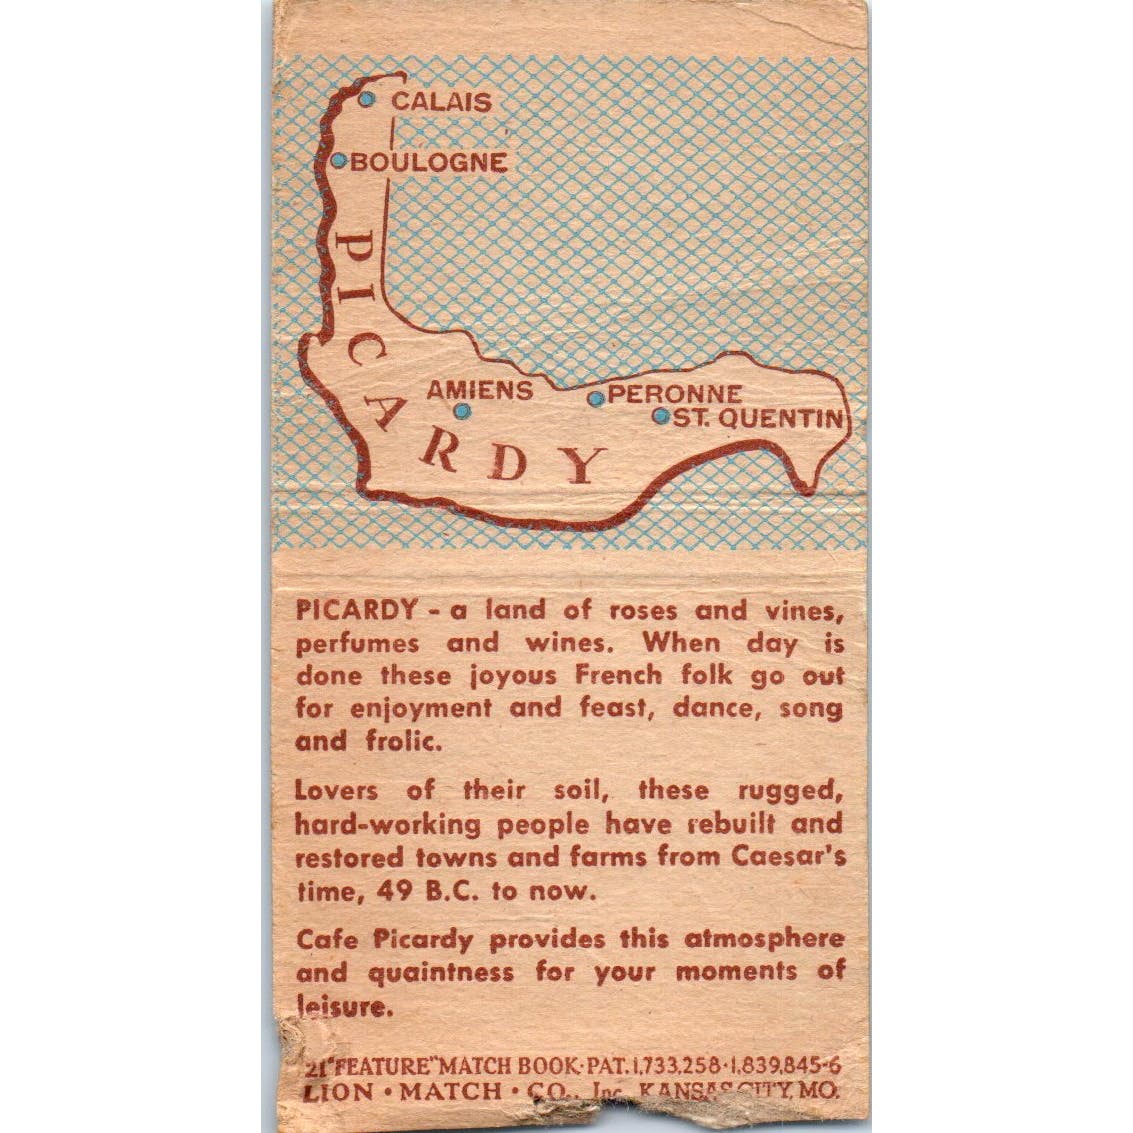 CALAIS
BOULOGNE
PICARDY
AMIENS
PERONNE
ST. QUENTIN
PICARDY - a land of roses and vines,
perfumes and wines. When day is
done these joyous French folk go out
for enjoyment and feast, dance, song
and frolic.
Lovers of their soil, these rugged,
hard-working people have rebuilt and
restored towns and farms from Caesar's
time, 49 B.C. to now.
Cafe Picardy provides this atmosphere
and quaintness for your moments of
leisure.
21 "FEATURE" MATCH BOOK·PAT. 1,733,258·1,839,845-6
LION · MATCH · CO., Inc. KANSAS CITY, MO.